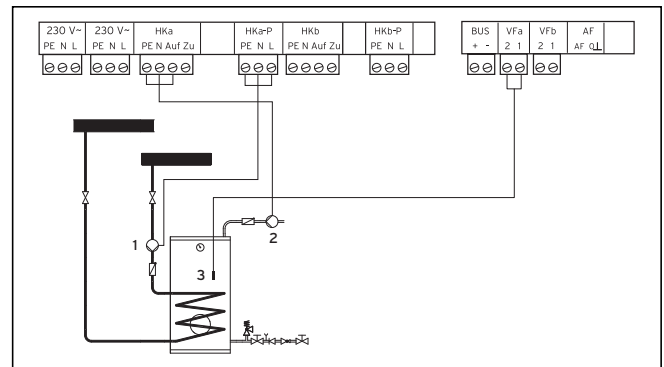 230 V~ 230 V~ HKa HKa-P HKb HKb-P BUS VFa VFb AF
PE N L PE N L PE N Auf Zu PE N L PE N Auf Zu PE N L + - 2 1 2 1 AF 0
1
2
3